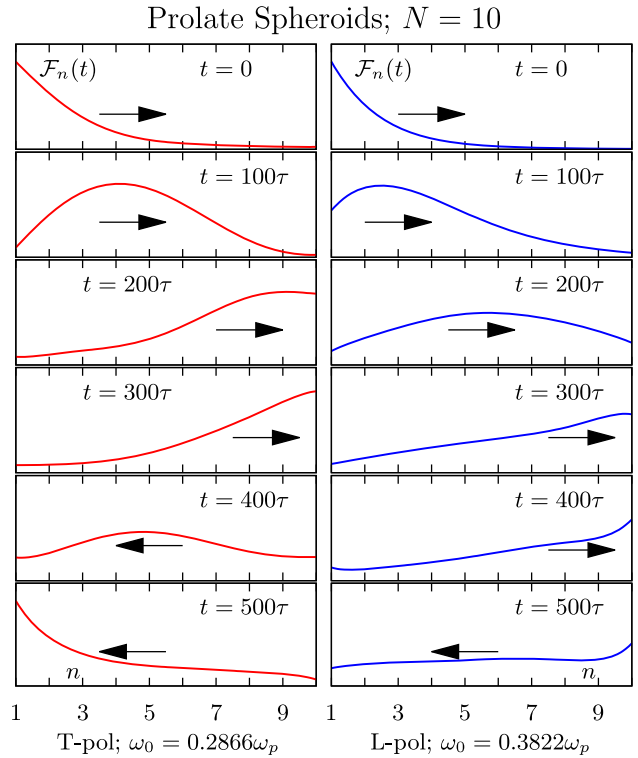 Prolate Spheroids; N = 10
𝓕ₙ(t) t = 0
𝓕ₙ(t) t = 0
t = 100τ
t = 100τ
t = 200τ
t = 200τ
t = 300τ
t = 300τ
t = 400τ
t = 400τ
t = 500τ
t = 500τ
n
n
1 3 5 7 9
1 3 5 7 9
T-pol; ω₀ = 0.2866ωₚ
L-pol; ω₀ = 0.3822ωₚ